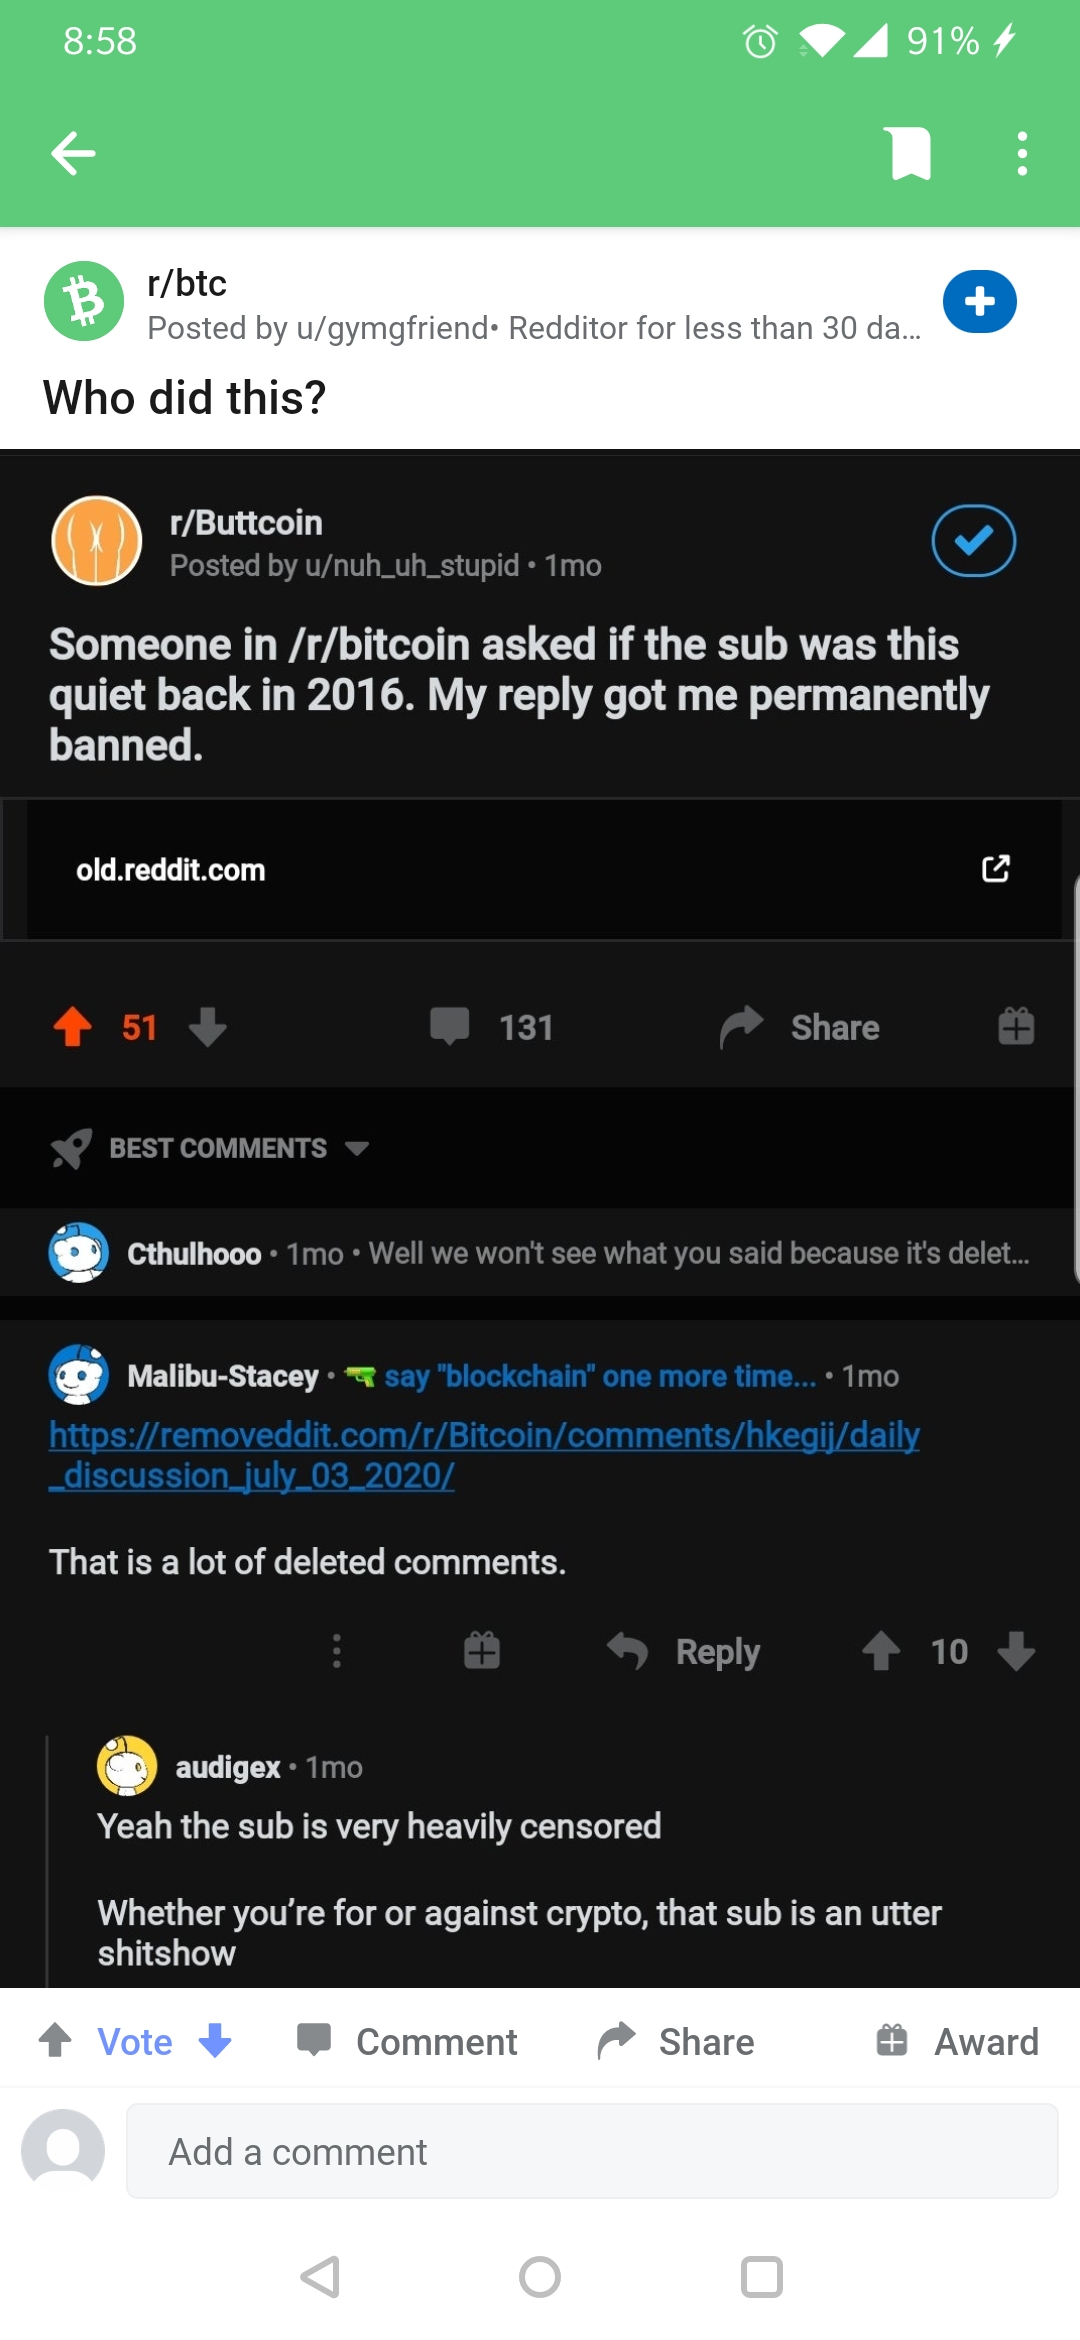 8:58
91%
r/btc
Posted by u/gymgfriend• Redditor for less than 30 da...
Who did this?
r/Buttcoin
Posted by u/nuh_uh_stupid • 1mo
Someone in /r/bitcoin asked if the sub was this
quiet back in 2016. My reply got me permanently
banned.
old.reddit.com
51
131
Share
BEST COMMENTS
Cthulhooo • 1mo • Well we won't see what you said because it's delet...
Malibu-Stacey • say "blockchain" one more time... • 1mo
https://removeddit.com/r/Bitcoin/comments/hkegij/daily
_discussion_july_03_2020/
That is a lot of deleted comments.
Reply
10
audigex • 1mo
Yeah the sub is very heavily censored
Whether you’re for or against crypto, that sub is an utter
shitshow
Vote
Comment
Share
Award
Add a comment